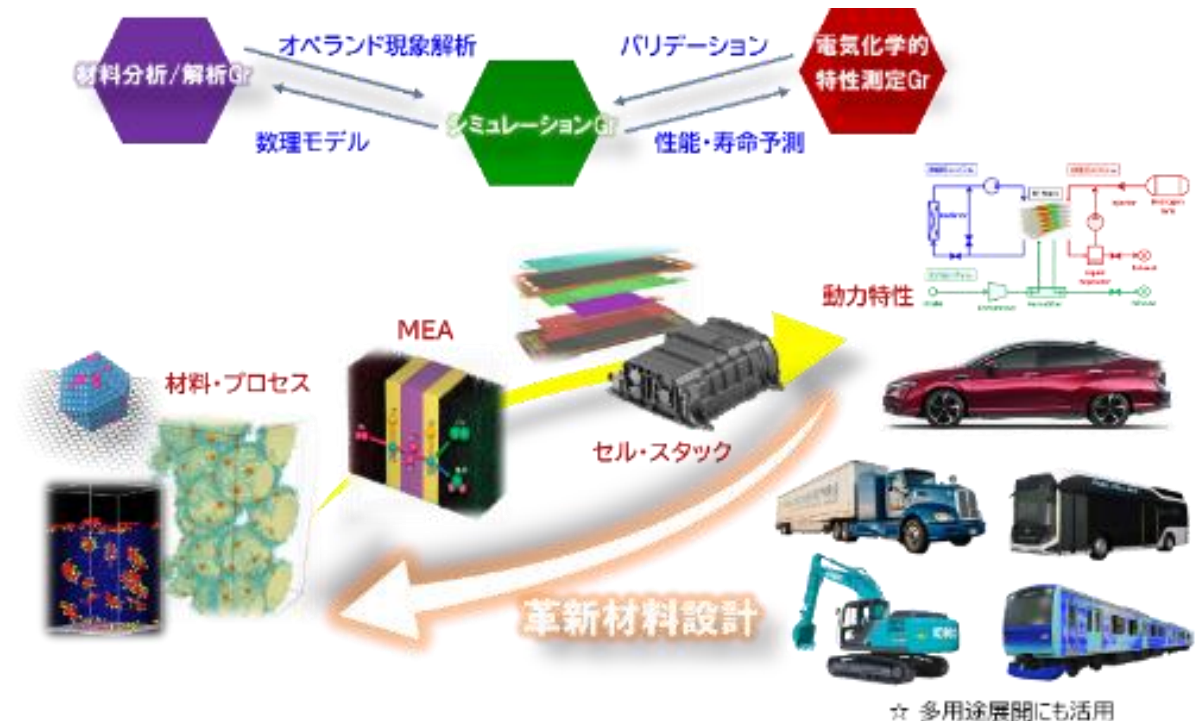 オペランド現象解析
バリデーション
電気化学的
特性測定Gr
材料分析/解析Gr
シミュレーションGr
数理モデル
性能・寿命予測
動力特性
MEA
材料・プロセス
セル・スタック
革新材料設計
☆ 多用途展開にも活用